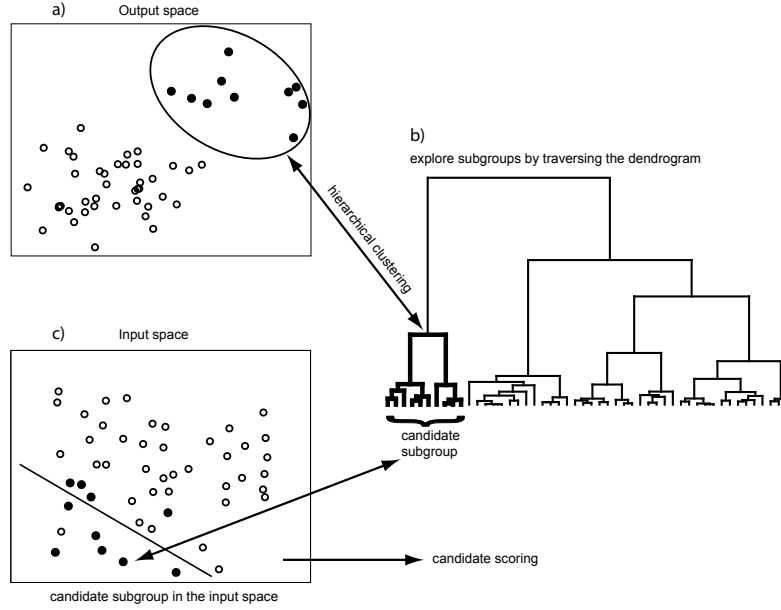 a) Output space
b)
explore subgroups by traversing the dendrogram
hierarchical clustering
c) Input space
candidate
subgroup
candidate scoring
candidate subgroup in the input space